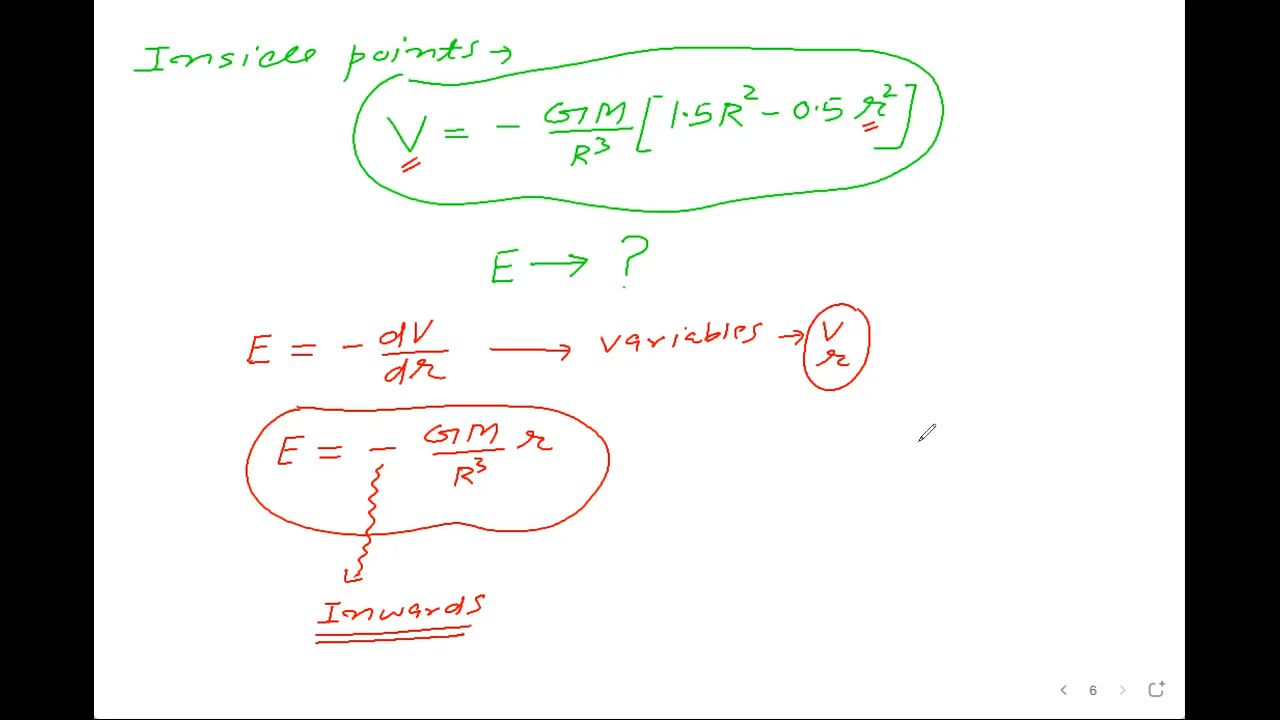 Inside points →
V = - GM/R³ [1.5R² - 0.5 r²]
E → ?
E = - dV/dr → variables → V r
E = - GM/R³ r
Inwards
6